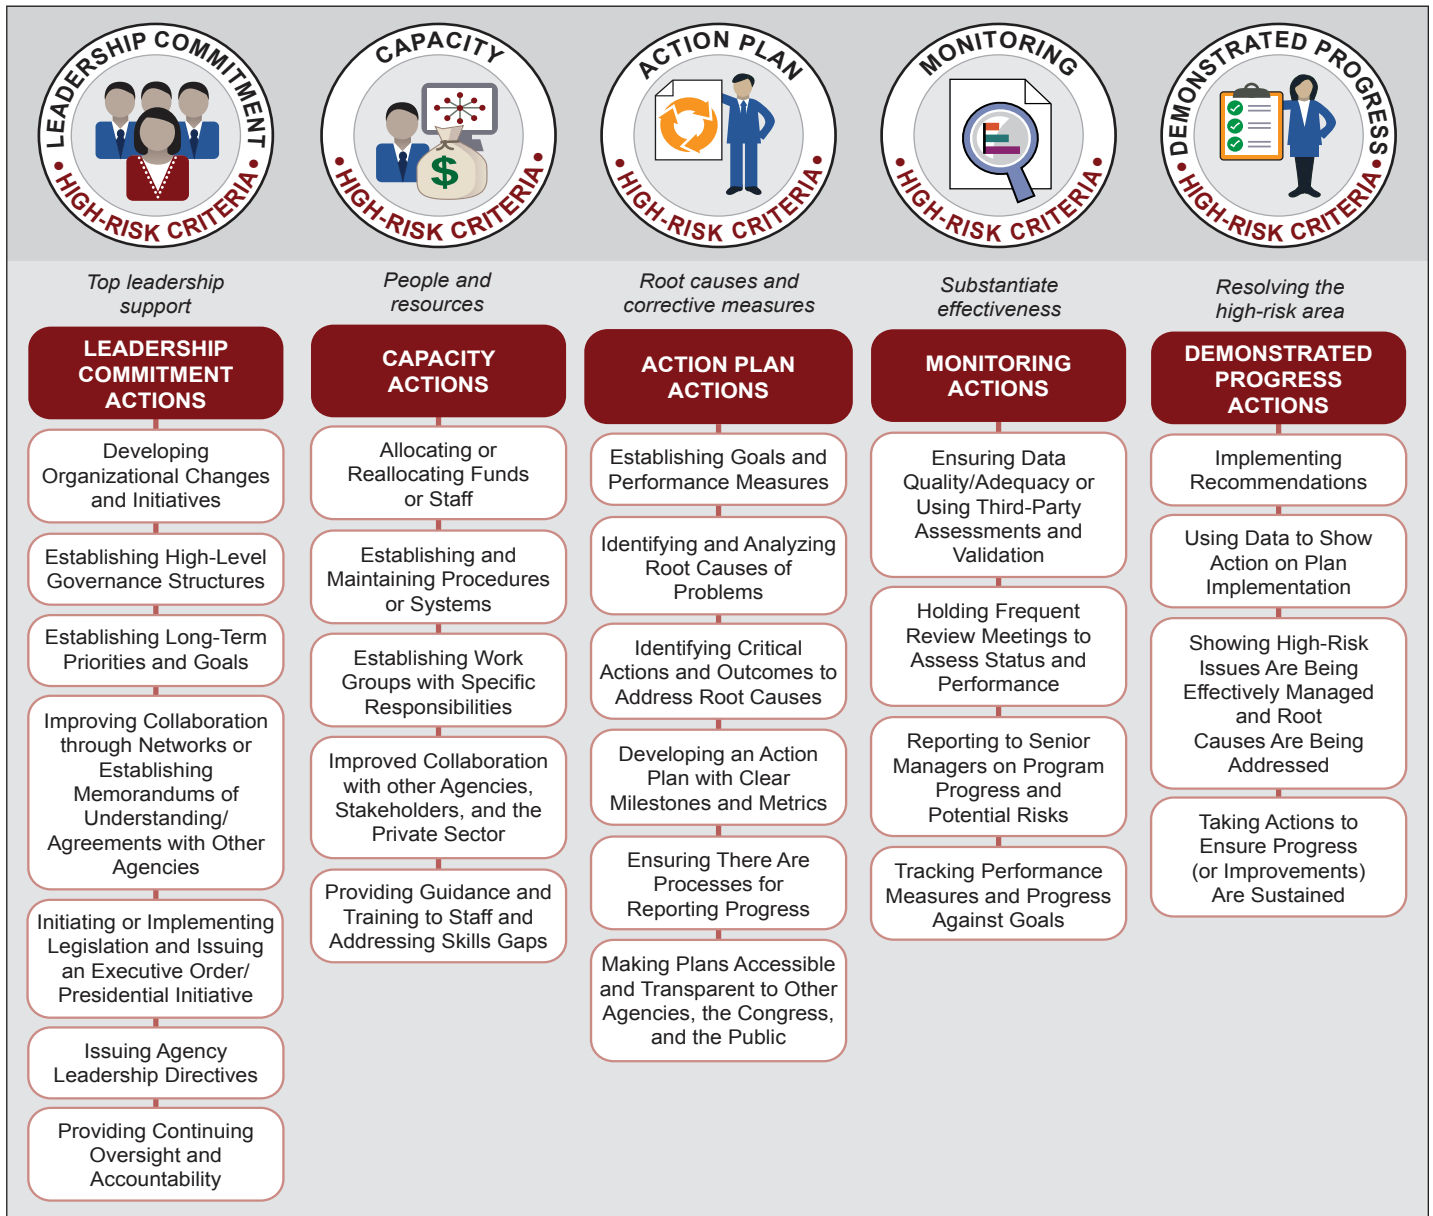 LEADERSHIP COMMITMENT
• HIGH-RISK CRITERIA •
CAPACITY
• HIGH-RISK CRITERIA •
$
ACTION PLAN
• HIGH-RISK CRITERIA •
MONITORING
• HIGH-RISK CRITERIA •
DEMONSTRATED PROGRESS
• HIGH-RISK CRITERIA •
Top leadership
support
LEADERSHIP
COMMITMENT
ACTIONS
Developing
Organizational Changes
and Initiatives
Establishing High-Level
Governance Structures
Establishing Long-Term
Priorities and Goals
Improving Collaboration
through Networks or
Establishing
Memorandums of
Understanding/
Agreements with Other
Agencies
Initiating or Implementing
Legislation and Issuing
an Executive Order/
Presidential Initiative
Issuing Agency
Leadership Directives
Providing Continuing
Oversight and
Accountability
People and
resources
CAPACITY
ACTIONS
Allocating or
Reallocating Funds
or Staff
Establishing and
Maintaining Procedures
or Systems
Establishing Work
Groups with Specific
Responsibilities
Improved Collaboration
with other Agencies,
Stakeholders, and the
Private Sector
Providing Guidance and
Training to Staff and
Addressing Skills Gaps
Root causes and
corrective measures
ACTION PLAN
ACTIONS
Establishing Goals and
Performance Measures
Identifying and Analyzing
Root Causes of
Problems
Identifying Critical
Actions and Outcomes to
Address Root Causes
Developing an Action
Plan with Clear
Milestones and Metrics
Ensuring There Are
Processes for
Reporting Progress
Making Plans Accessible
and Transparent to Other
Agencies, the Congress,
and the Public
Substantiate
effectiveness
MONITORING
ACTIONS
Ensuring Data
Quality/Adequacy or
Using Third-Party
Assessments and
Validation
Holding Frequent
Review Meetings to
Assess Status and
Performance
Reporting to Senior
Managers on Program
Progress and
Potential Risks
Tracking Performance
Measures and Progress
Against Goals
Resolving the
high-risk area
DEMONSTRATED
PROGRESS
ACTIONS
Implementing
Recommendations
Using Data to Show
Action on Plan
Implementation
Showing High-Risk
Issues Are Being
Effectively Managed
and Root
Causes Are Being
Addressed
Taking Actions to
Ensure Progress
(or Improvements)
Are Sustained